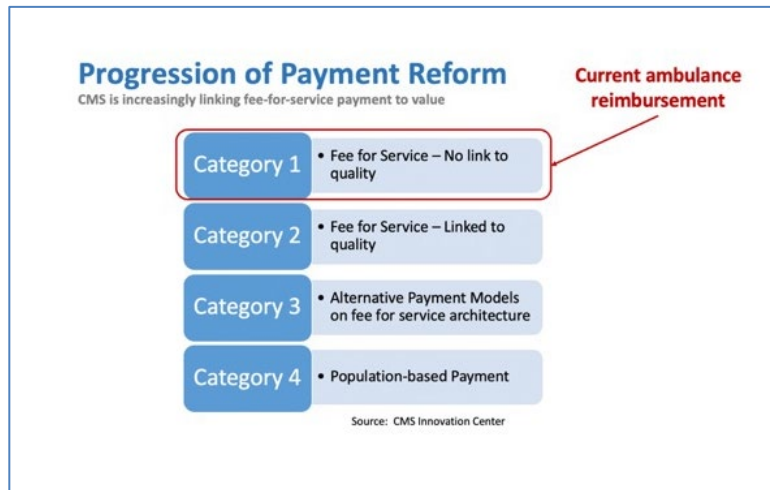 Progression of Payment Reform
CMS is increasingly linking fee-for-service payment to value
Current ambulance
reimbursement
Category 1
• Fee for Service – No link to
quality
Category 2
• Fee for Service – Linked to
quality
Category 3
• Alternative Payment Models
on fee for service architecture
Category 4
• Population-based Payment
Source: CMS Innovation Center